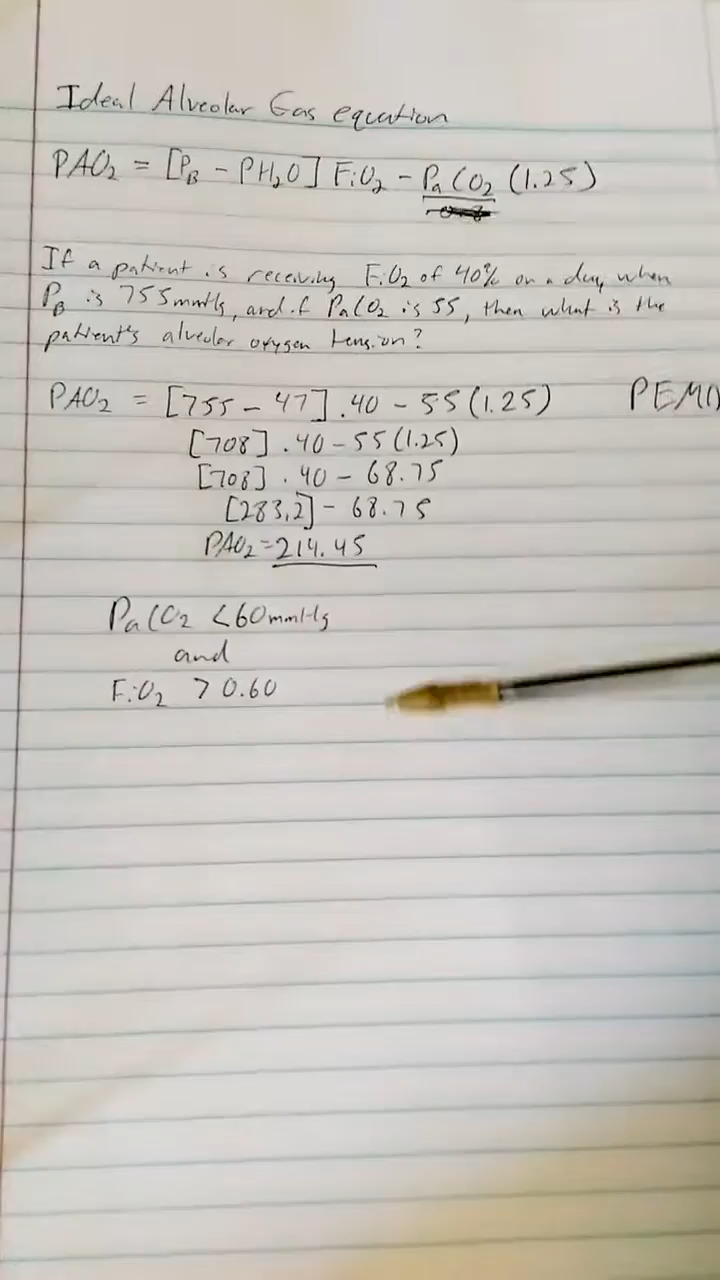 Ideal Alveolar Gas equation
PAO₂ = [P_B - PH₂O] FiO₂ - PaCO₂ (1.25)
If a patient is receiving FiO₂ of 40% on a day when
P_B is 755mmHg, and if PaCO₂ is 55, then what is the
patient's alveolar oxygen tension?
PAO₂ = [755 - 47] .40 - 55 (1.25) PEMD
[708] .40 - 55 (1.25)
[708] .40 - 68.75
[283.2] - 68.75
PAO₂ = 214.45
PaCO₂ < 60mmHg
and
FiO₂ > 0.60